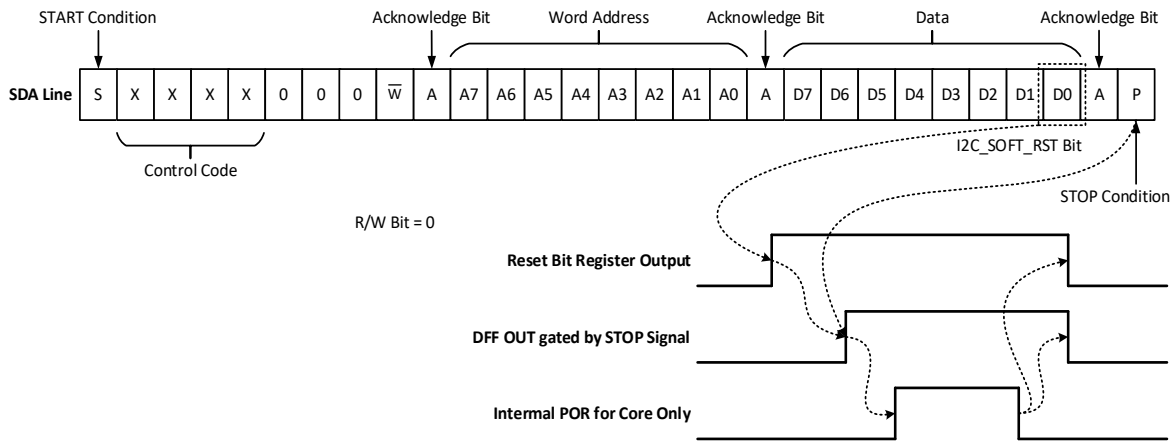 START Condition Acknowledge Bit Word Address Acknowledge Bit Data Acknowledge Bit
SDA Line S X X X X 0 0 0 W̅ A A7 A6 A5 A4 A3 A2 A1 A0 A D7 D6 D5 D4 D3 D2 D1 D0 A P
I2C_SOFT_RST Bit
Control Code
STOP Condition
R/W Bit = 0
Reset Bit Register Output
DFF OUT gated by STOP Signal
Intermal POR for Core Only